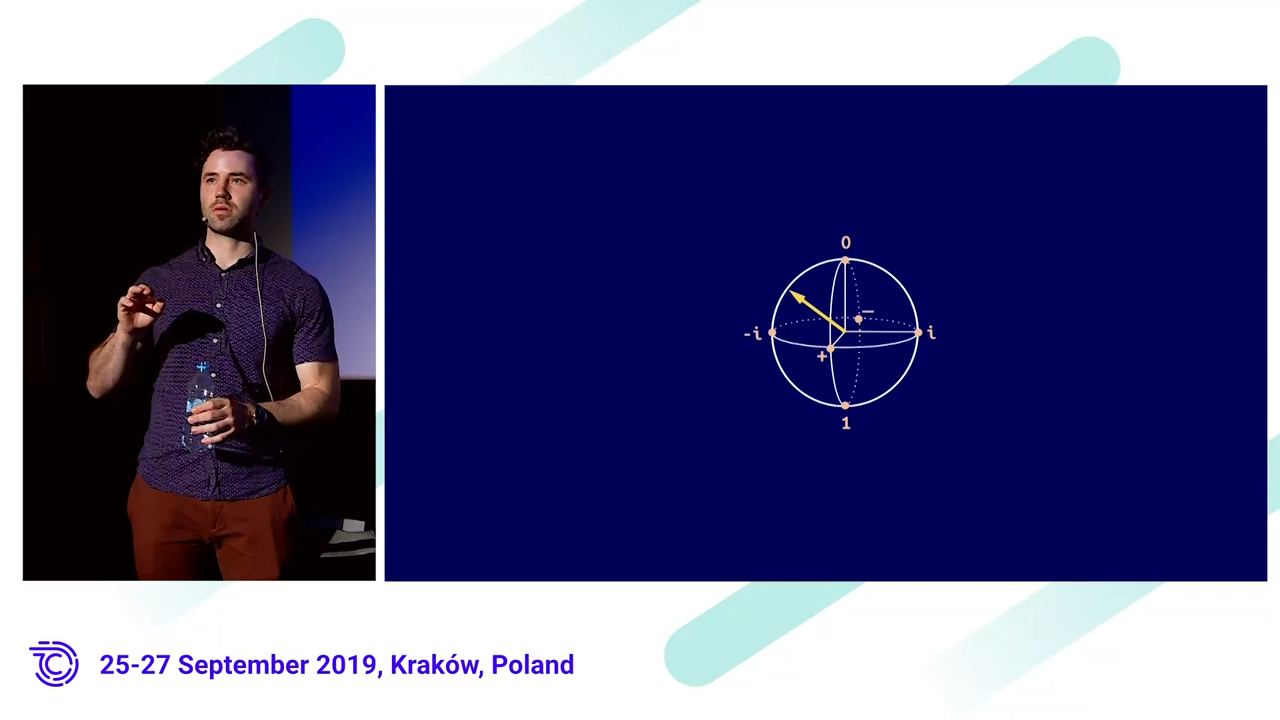 0
−
-i
i
+
1
25-27 September 2019, Kraków, Poland